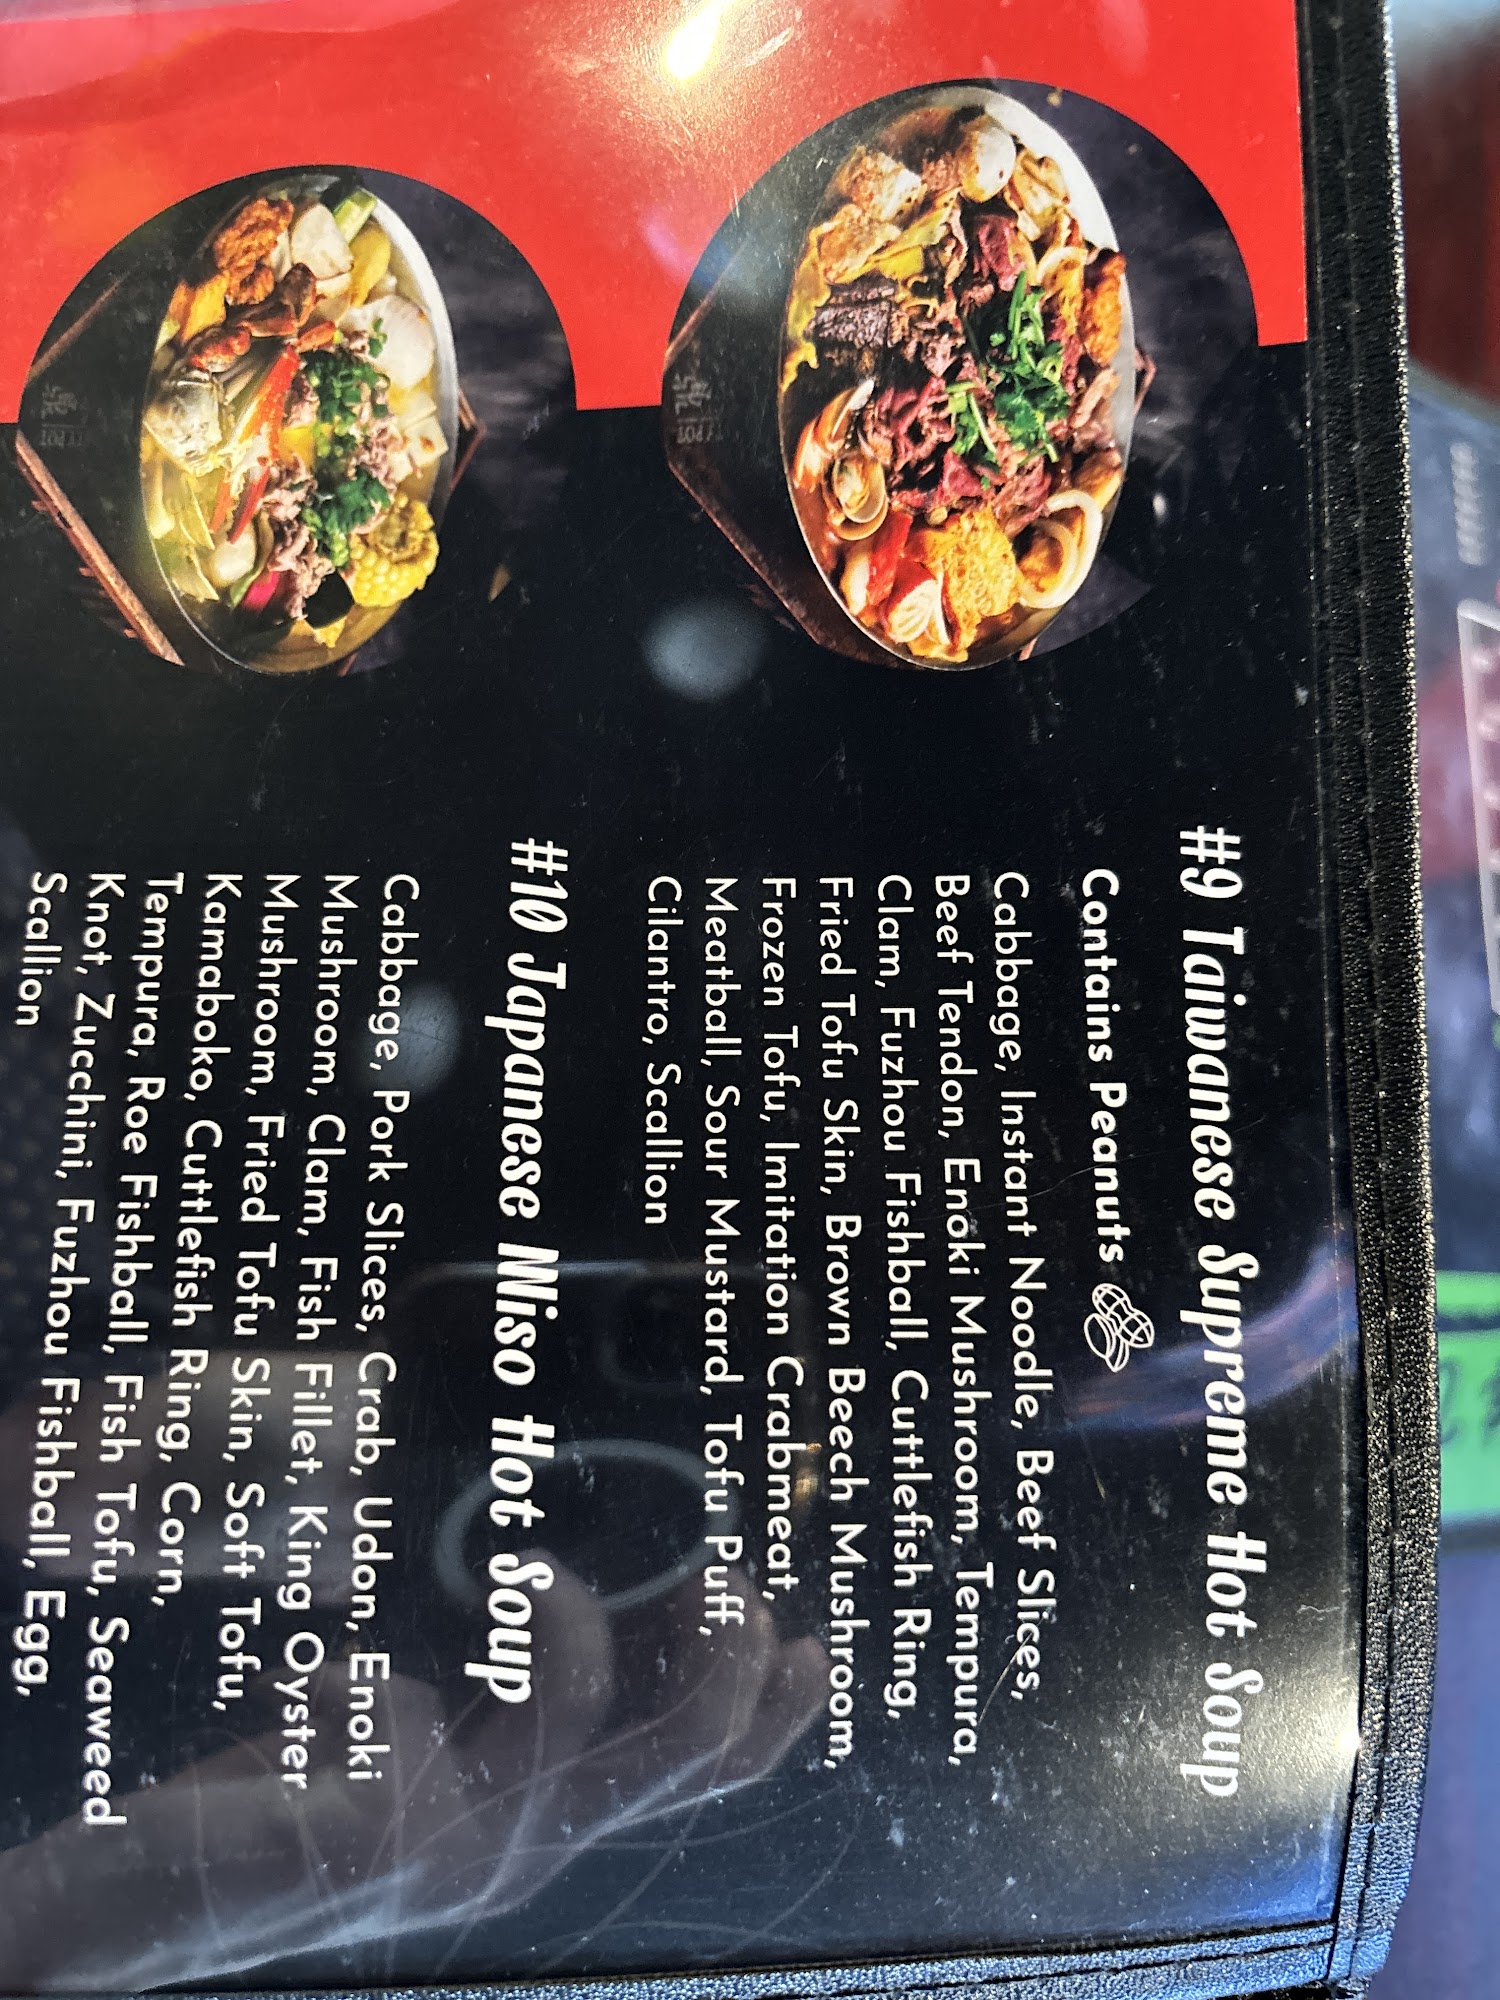 #9 Taiwanese Supreme Hot Soup
Contains Peanuts
Cabbage, Instant Noodle, Beef Slices,
Beef Tendon, Enoki Mushroom, Tempura,
Clam, Fuzhou Fishball, Cuttlefish Ring,
Fried Tofu Skin, Brown Beech Mushroom,
Frozen Tofu, Imitation Crabmeat,
Meatball, Sour Mustard, Tofu Puff,
Cilantro, Scallion
#10 Japanese Miso Hot Soup
Cabbage, Pork Slices, Crab, Udon, Enoki
Mushroom, Clam, Fish Fillet, King Oyster
Mushroom, Fried Tofu Skin, Soft Tofu,
Kamaboko, Cuttlefish Ring, Corn,
Tempura, Roe Fishball, Fish Tofu, Seaweed
Knot, Zucchini, Fuzhou Fishball, Egg,
Scallion